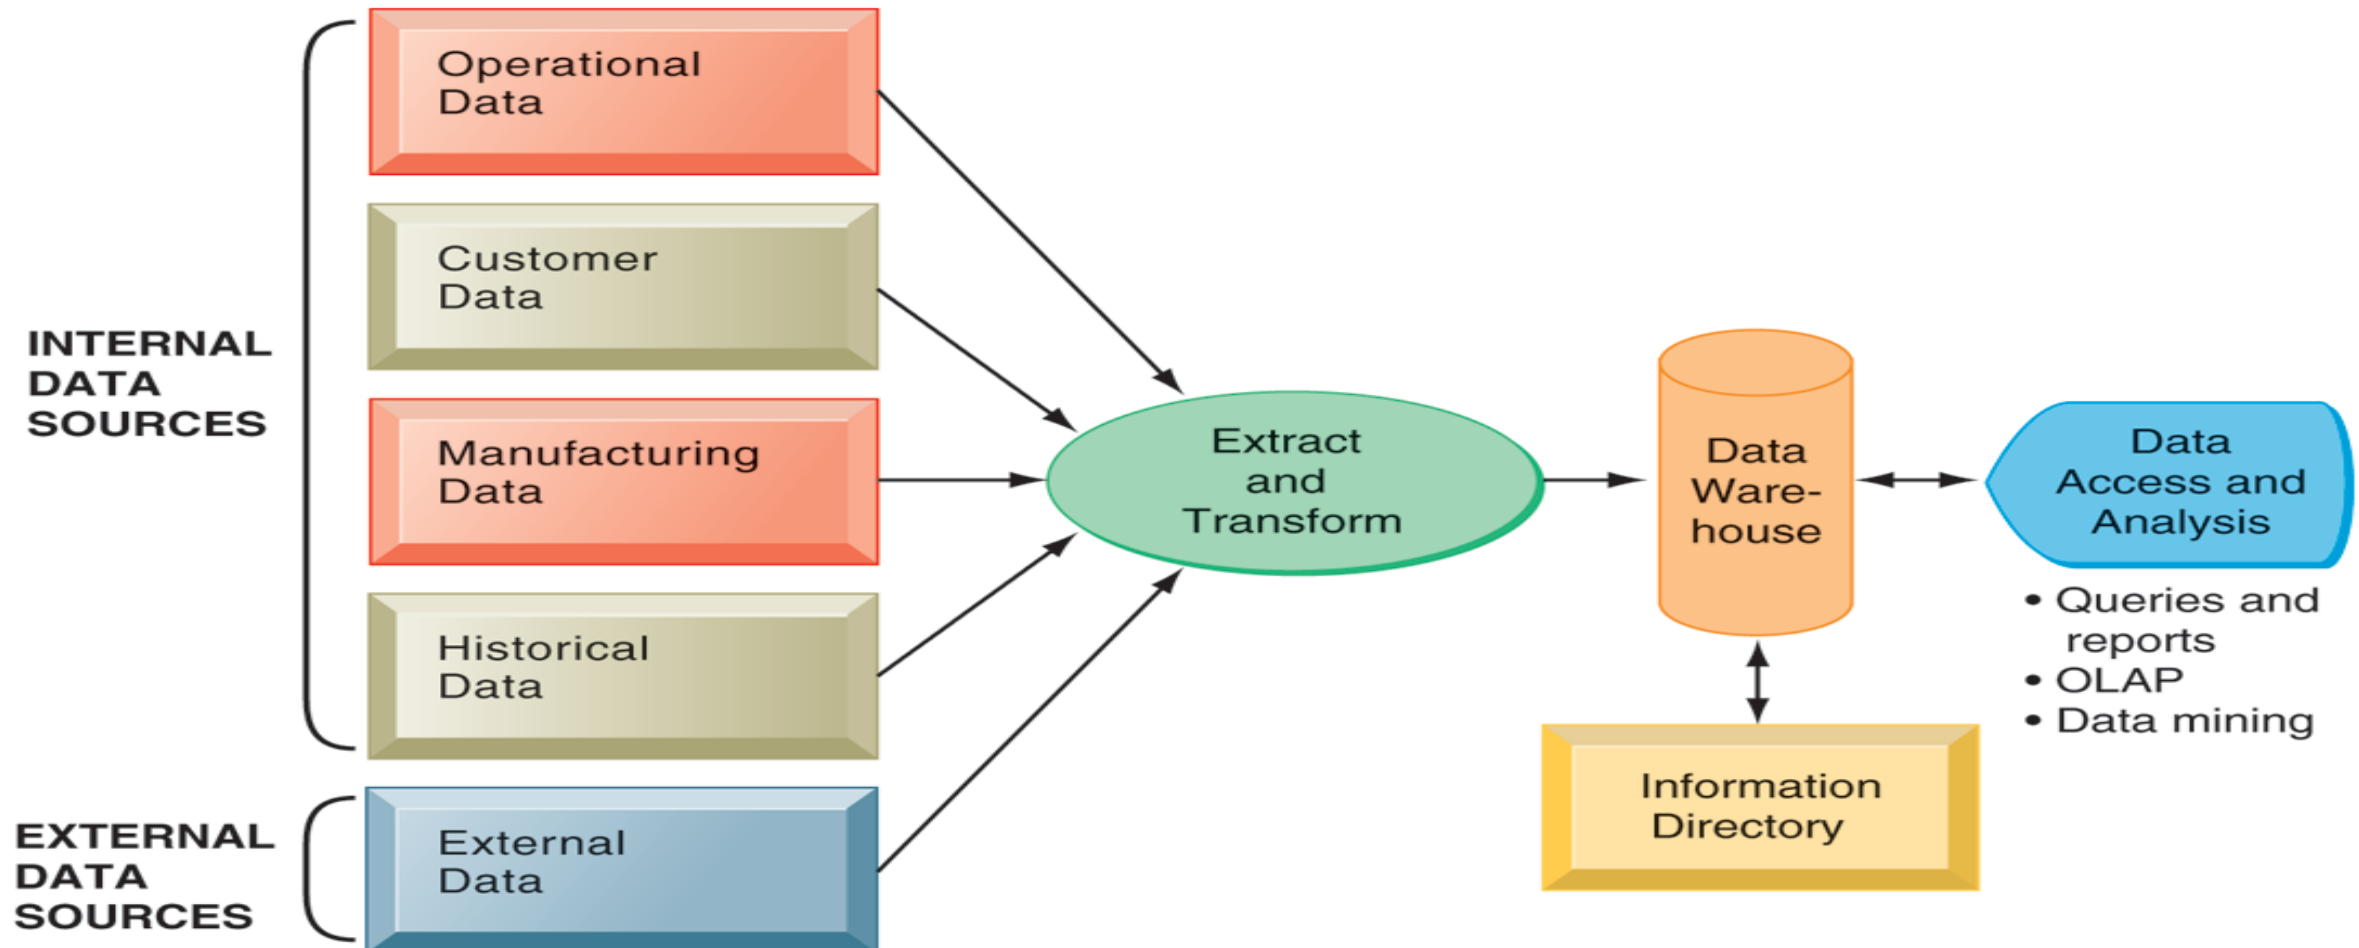 INTERNAL
DATA
SOURCES
Operational
Data
Customer
Data
Manufacturing
Data
Historical
Data
EXTERNAL
DATA
SOURCES
External
Data
Extract
and
Transform
Data
Ware-
house
Information
Directory
Data
Access and
Analysis
• Queries and
reports
• OLAP
• Data mining